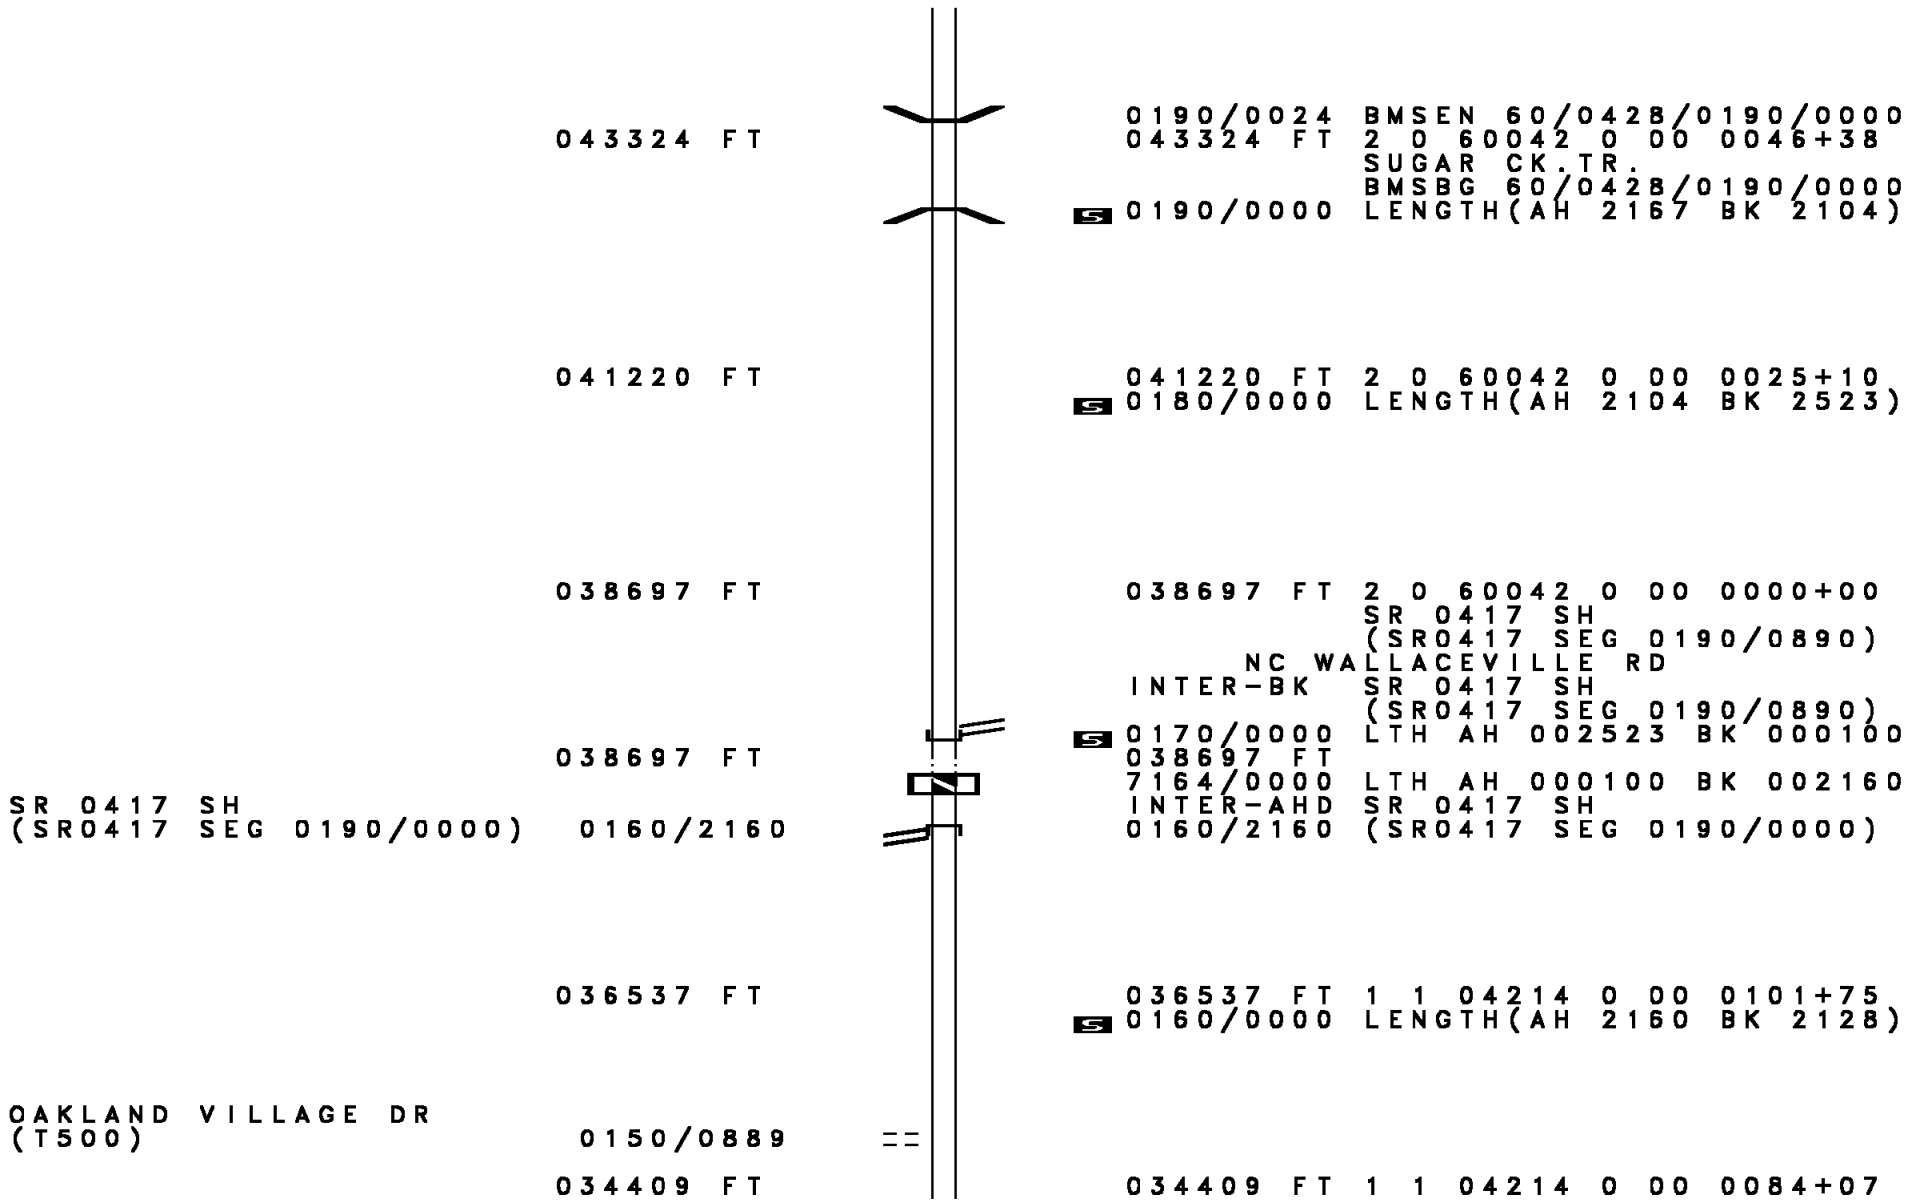 0190/0024 BMSEN 60/0428/0190/0000
043324 FT 043324 FT 2 0 60042 0 00 0046+38
SUGAR CK.TR.
BMSBG 60/0428/0190/0000
S 0190/0000 LENGTH(AH 2167 BK 2104)
041220 FT 041220 FT 2 0 60042 0 00 0025+10
S 0180/0000 LENGTH(AH 2104 BK 2523)
038697 FT 038697 FT 2 0 60042 0 00 0000+00
SR 0417 SH
(SR0417 SEG 0190/0890)
NC WALLACEVILLE RD
INTER-BK SR 0417 SH
(SR0417 SEG 0190/0890)
S 0170/0000 LTH AH 002523 BK 000100
038697 FT 038697 FT
7164/0000 LTH AH 000100 BK 002160
SR 0417 SH INTER-AHD SR 0417 SH
(SR0417 SEG 0190/0000) 0160/2160 0160/2160 (SR0417 SEG 0190/0000)
036537 FT 036537 FT 1 1 04214 0 00 0101+75
S 0160/0000 LENGTH(AH 2160 BK 2128)
OAKLAND VILLAGE DR
(T500) 0150/0889
034409 FT 034409 FT 1 1 04214 0 00 0084+07